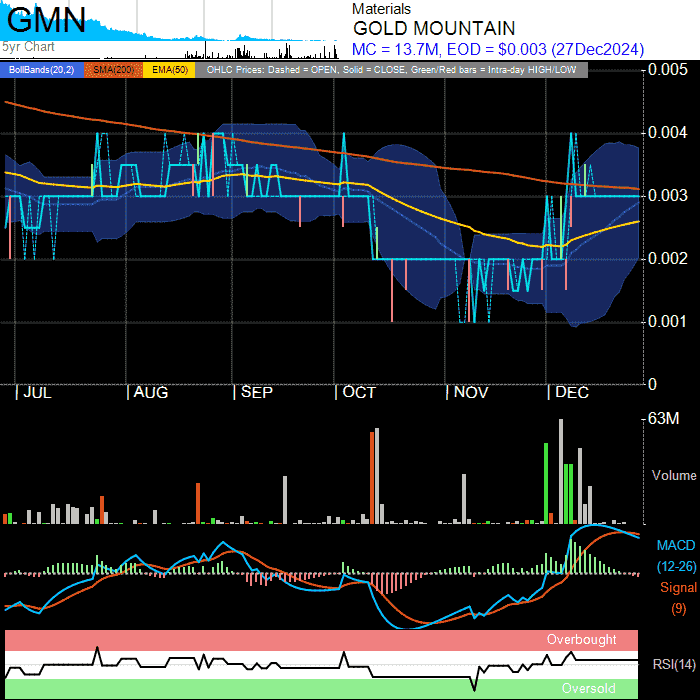 GMN
5yr Chart
Materials
GOLD MOUNTAIN
MC = 13.7M, EOD = $0.003 (27Dec2024)
BollBands(20,2) SMA(200) EMA(50) OHLC Prices: Dashed = OPEN, Solid = CLOSE, Green/Red bars = Intra-day HIGH/LOW
0.005
0.004
0.003
0.002
0.001
0
JUL AUG SEP OCT NOV DEC
63M
Volume
MACD
(12-26)
Signal
(9)
Overbought
RSI(14)
Oversold